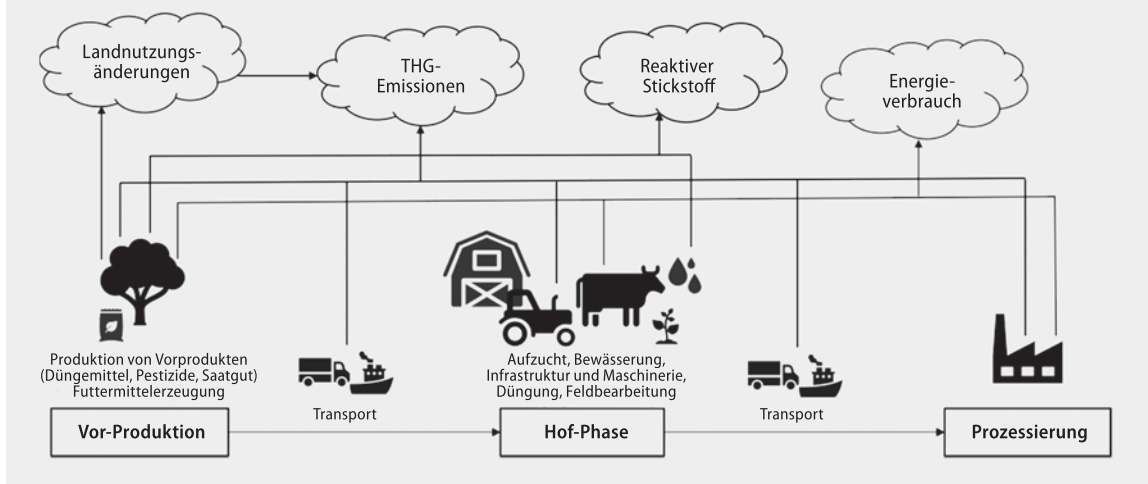 Landnutzungs-
änderungen
THG-
Emissionen
Reaktiver
Stickstoff
Energie-
verbrauch
Produktion von Vorprodukten
(Düngemittel, Pestizide, Saatgut)
Futtermittelerzeugung
Transport
Aufzucht, Bewässerung,
Infrastruktur und Maschinerie,
Düngung, Feldbearbeitung
Transport
Vor-Produktion
Hof-Phase
Prozessierung